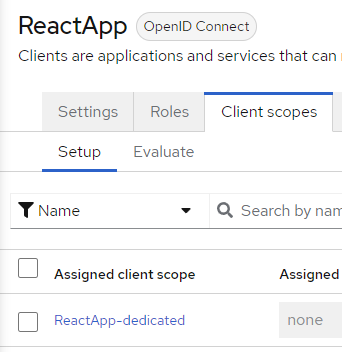 ReactApp OpenID Connect
Clients are applications and services that can
Settings Roles Client scopes
Setup Evaluate
Name Search by nam
Assigned client scope Assigned
ReactApp-dedicated none